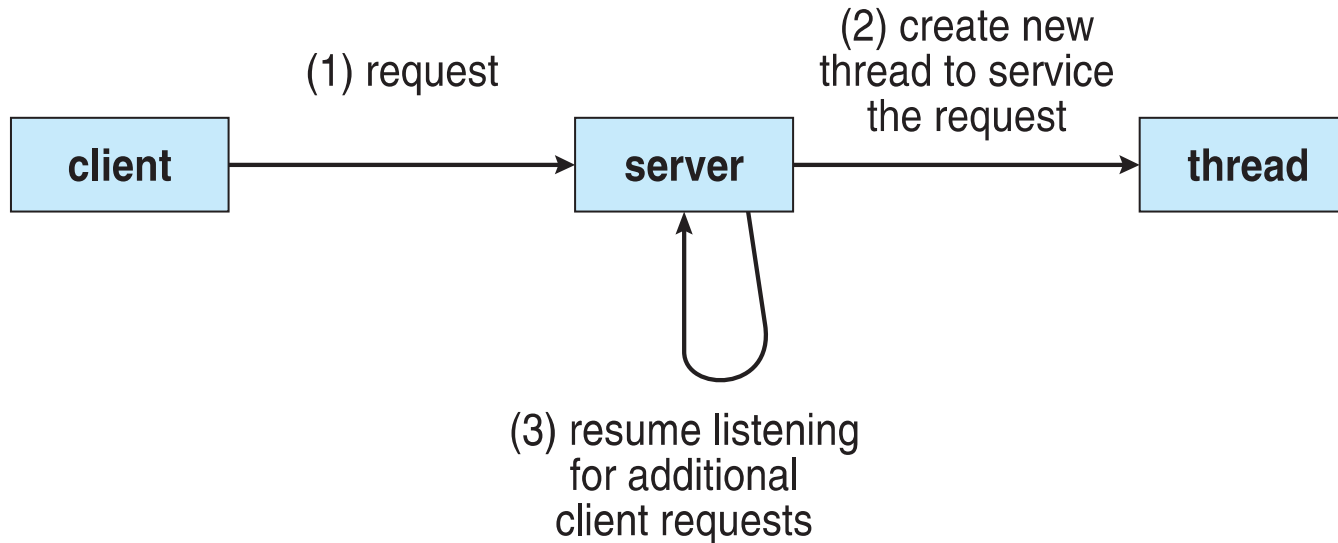 (1) request
(2) create new
thread to service
the request
client
server
thread
(3) resume listening
for additional
client requests